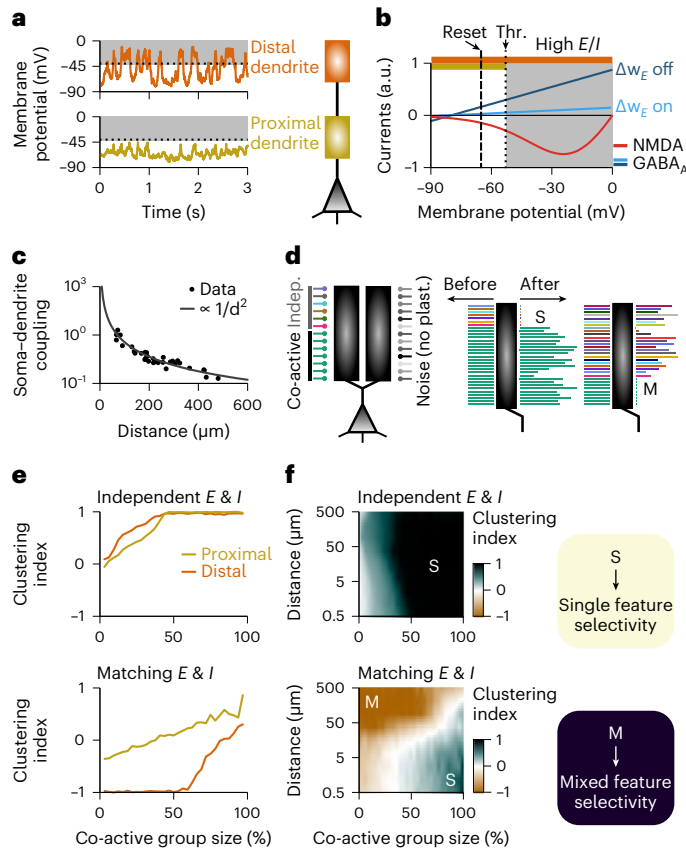 a
Membrane potential (mV)
0
−45
−90
Distal dendrite
0
−45
−90
Proximal dendrite
0 1 2 3
Time (s)
b
Reset Thr. High E/I
Currents (a.u.)
1
0
−1
Δw_E off
Δw_E on
NMDA
GABA_A
−90 −60 −30 0
Membrane potential (mV)
c
Soma–dendrite coupling
10³
10⁰
10⁻¹
Data
∝ 1/d²
0 200 400 600
Distance (µm)
d
Co-active Indep.
Noise (no plast.)
Before After
S
M
e
Independent E & I
Clustering index
1
0
−1
Proximal
Distal
0 50 100
Matching E & I
Clustering index
1
0
−1
0 50 100
Co-active group size (%)
f
Independent E & I
Distance (µm)
500
50
5
0.5
S
0 50 100
Clustering index
1
0
−1
Matching E & I
Distance (µm)
500
50
5
0.5
M
S
0 50 100
Co-active group size (%)
Clustering index
1
0
−1
S
Single feature
selectivity
M
Mixed feature
selectivity